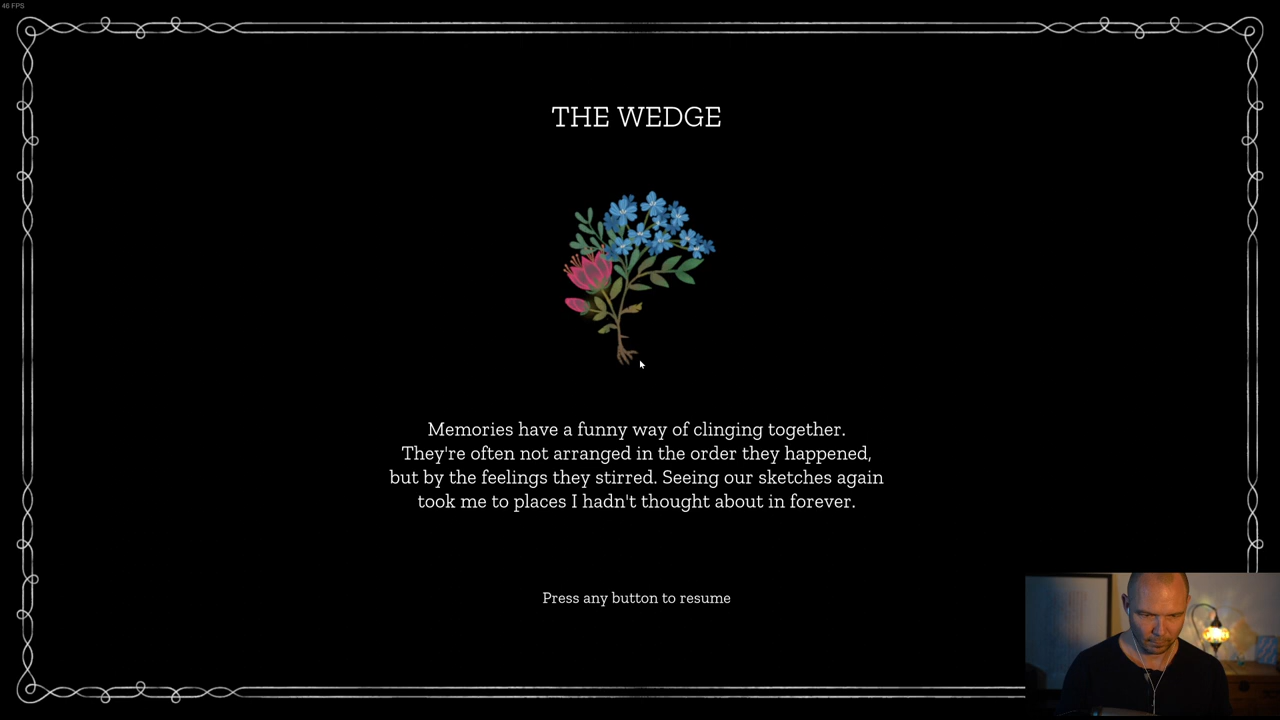 46 FPS
THE WEDGE
Memories have a funny way of clinging together.
They're often not arranged in the order they happened,
but by the feelings they stirred. Seeing our sketches again
took me to places I hadn't thought about in forever.
Press any button to resume